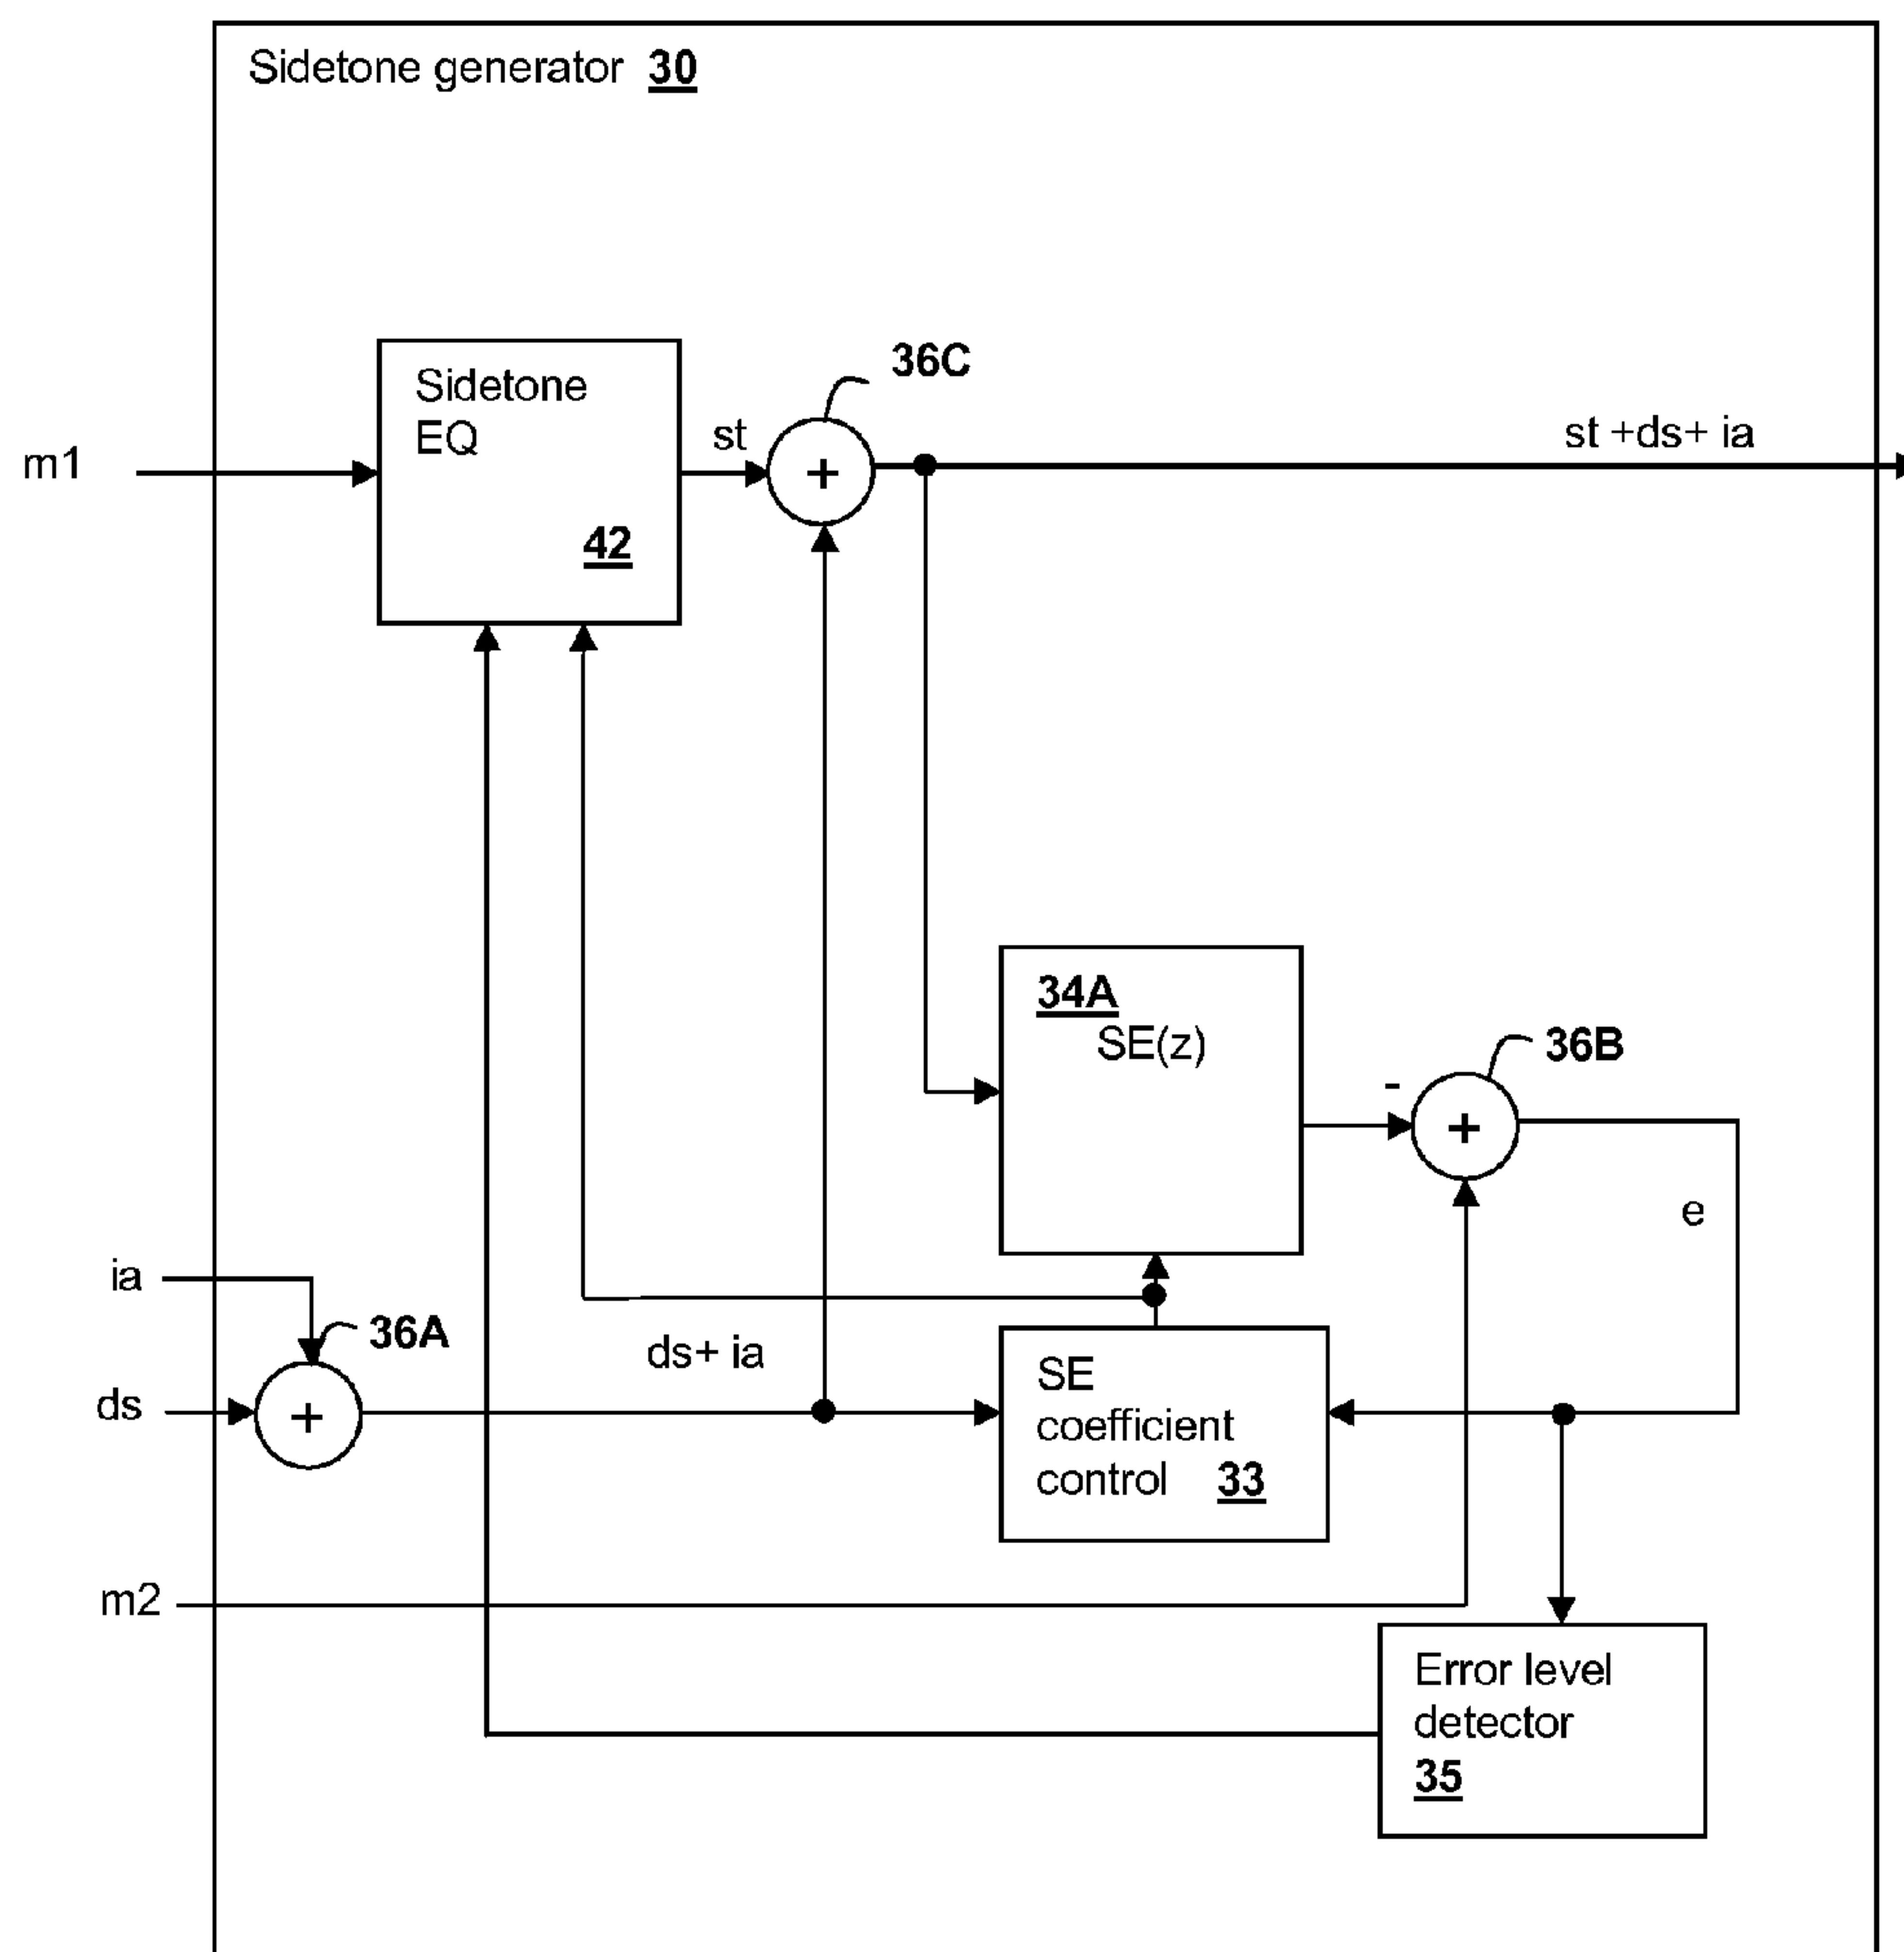 Sidetone generator 30
36C
Sidetone
EQ
42
st
+
st +ds+ ia
m1
34A
SE(z)
36B
-
+
e
ia
36A
ds+ ia
ds
+
SE
coefficient
control 33
m2
Error level
detector
35